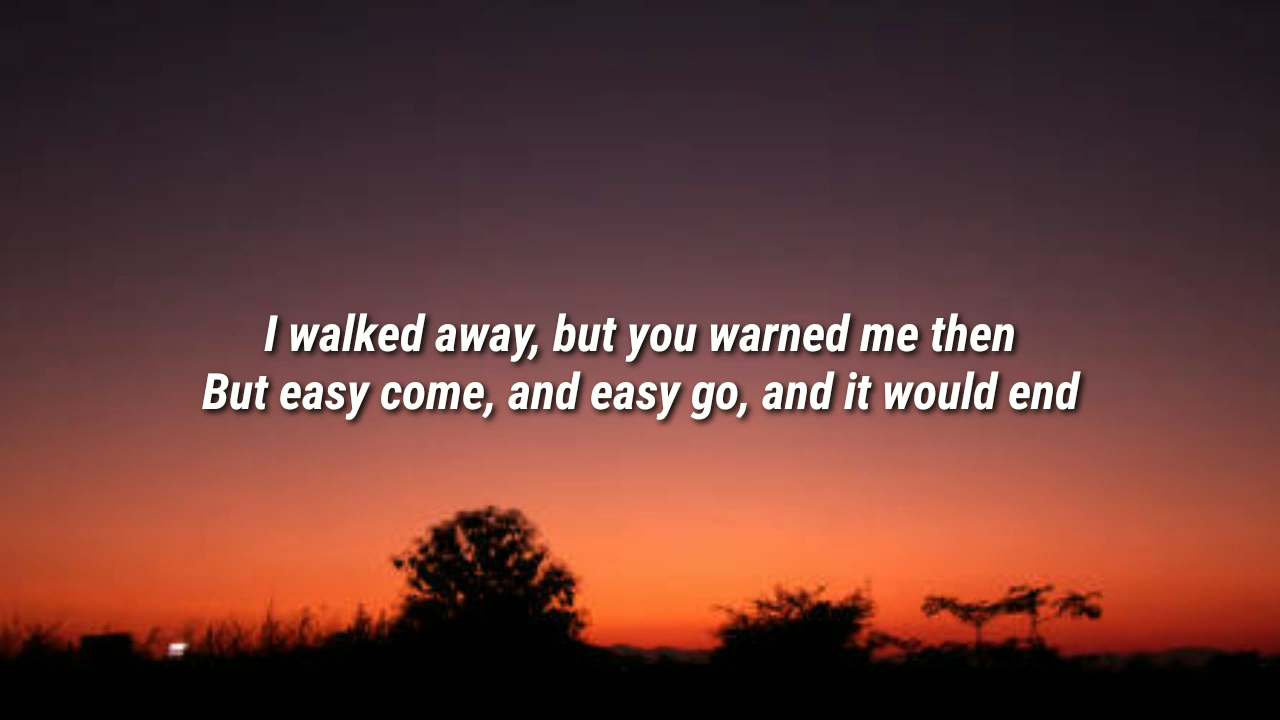 I walked away, but you warned me then
But easy come, and easy go, and it would end